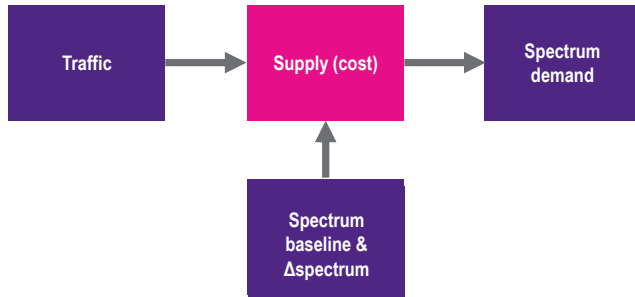 Traffic
Supply (cost)
Spectrum
demand
Spectrum
baseline &
Δspectrum